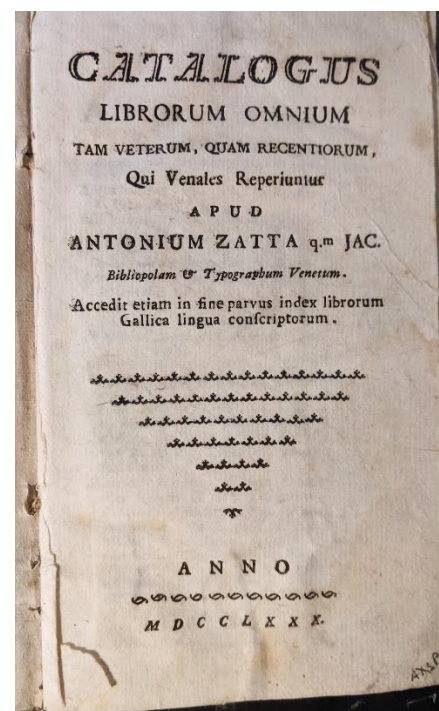 CATALOGUS
LIBRORUM OMNIUM
TAM VETERUM, QUAM RECENTIORUM,
Qui Venales Reperiuntur
APUD
ANTONIUM ZATTA q.m JAC.
Bibliopolam & Typographum Venetum.
Accedit etiam in fine parvus index librorum
Gallica lingua conſcriptorum.
ANNO
MDCCLXXX.